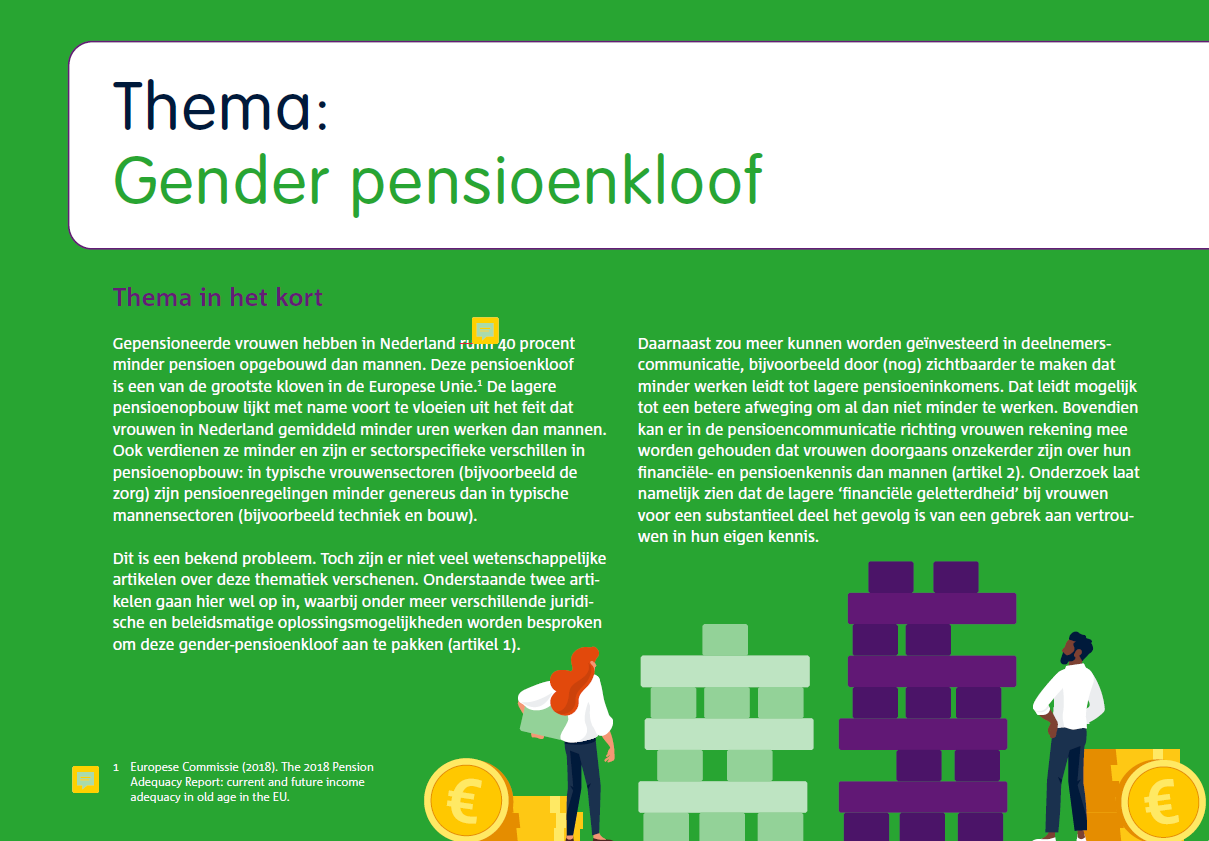 Thema:
Gender pensioenkloof
Thema in het kort
Gepensioneerde vrouwen hebben in Nederland ruim 40 procent
minder pensioen opgebouwd dan mannen. Deze pensioenkloof
is een van de grootste kloven in de Europese Unie.¹ De lagere
pensioenopbouw lijkt met name voort te vloeien uit het feit dat
vrouwen in Nederland gemiddeld minder uren werken dan mannen.
Ook verdienen ze minder en zijn er sectorspecifieke verschillen in
pensioenopbouw: in typische vrouwensectoren (bijvoorbeeld de
zorg) zijn pensioenregelingen minder genereus dan in typische
mannensectoren (bijvoorbeeld techniek en bouw).
Dit is een bekend probleem. Toch zijn er niet veel wetenschappelijke
artikelen over deze thematiek verschenen. Onderstaande twee arti-
kelen gaan hier wel op in, waarbij onder meer verschillende juridi-
sche en beleidsmatige oplossingsmogelijkheden worden besproken
om deze gender-pensioenkloof aan te pakken (artikel 1).
Daarnaast zou meer kunnen worden geïnvesteerd in deelnemers-
communicatie, bijvoorbeeld door (nog) zichtbaarder te maken dat
minder werken leidt tot lagere pensioeninkomens. Dat leidt mogelijk
tot een betere afweging om al dan niet minder te werken. Bovendien
kan er in de pensioencommunicatie richting vrouwen rekening mee
worden gehouden dat vrouwen doorgaans onzekerder zijn over hun
financiële- en pensioenkennis dan mannen (artikel 2). Onderzoek laat
namelijk zien dat de lagere ‘financiële geletterdheid’ bij vrouwen
voor een substantieel deel het gevolg is van een gebrek aan vertrou-
wen in hun eigen kennis.
1 Europese Commissie (2018). The 2018 Pension
Adequacy Report: current and future income
adequacy in old age in the EU.
€
€